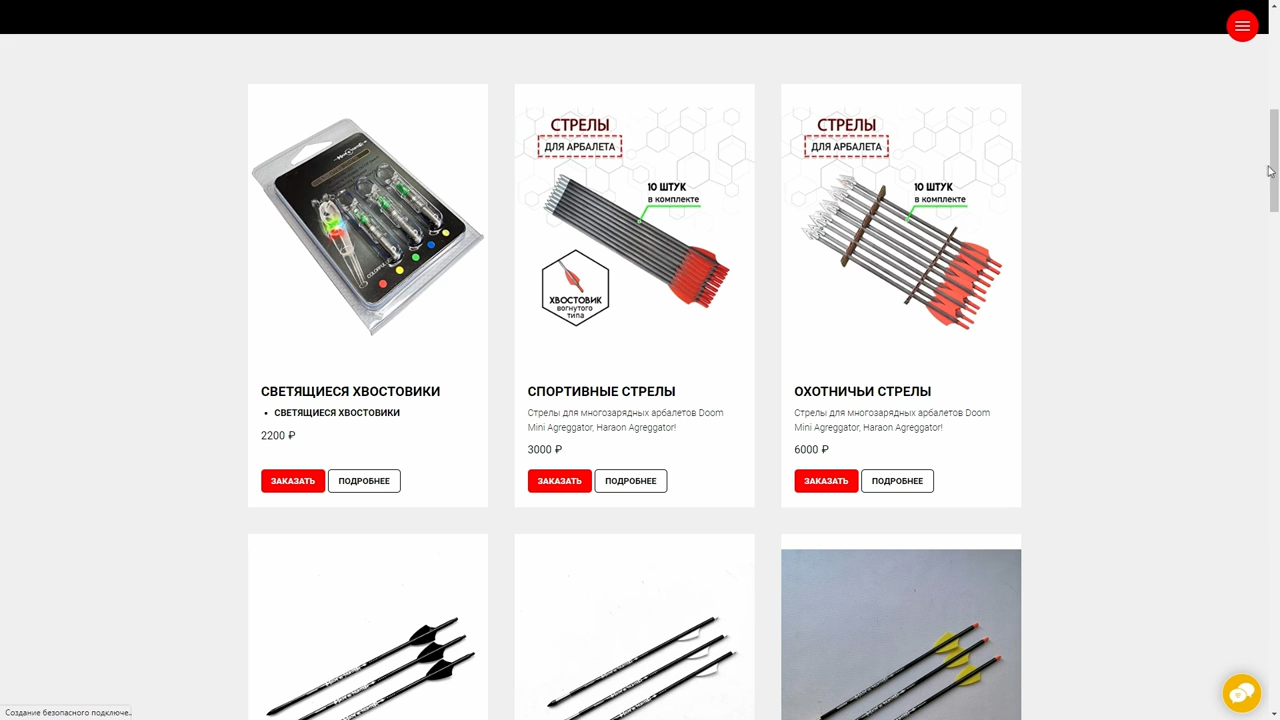 СТРЕЛЫ
ДЛЯ АРБАЛЕТА
10 ШТУК
в комплекте
ХВОСТОВИК
вогнутого
типа
СТРЕЛЫ
ДЛЯ АРБАЛЕТА
10 ШТУК
в комплекте
СВЕТЯЩИЕСЯ ХВОСТОВИКИ
• СВЕТЯЩИЕСЯ ХВОСТОВИКИ
2200 ₽
ЗАКАЗАТЬ
ПОДРОБНЕЕ
СПОРТИВНЫЕ СТРЕЛЫ
Стрелы для многозарядных арбалетов Doom
Mini Agreggator, Haraon Agreggator!
3000 ₽
ЗАКАЗАТЬ
ПОДРОБНЕЕ
ОХОТНИЧЬИ СТРЕЛЫ
Стрелы для многозарядных арбалетов Doom
Mini Agreggator, Haraon Agreggator!
6000 ₽
ЗАКАЗАТЬ
ПОДРОБНЕЕ
Создание безопасного подключе...